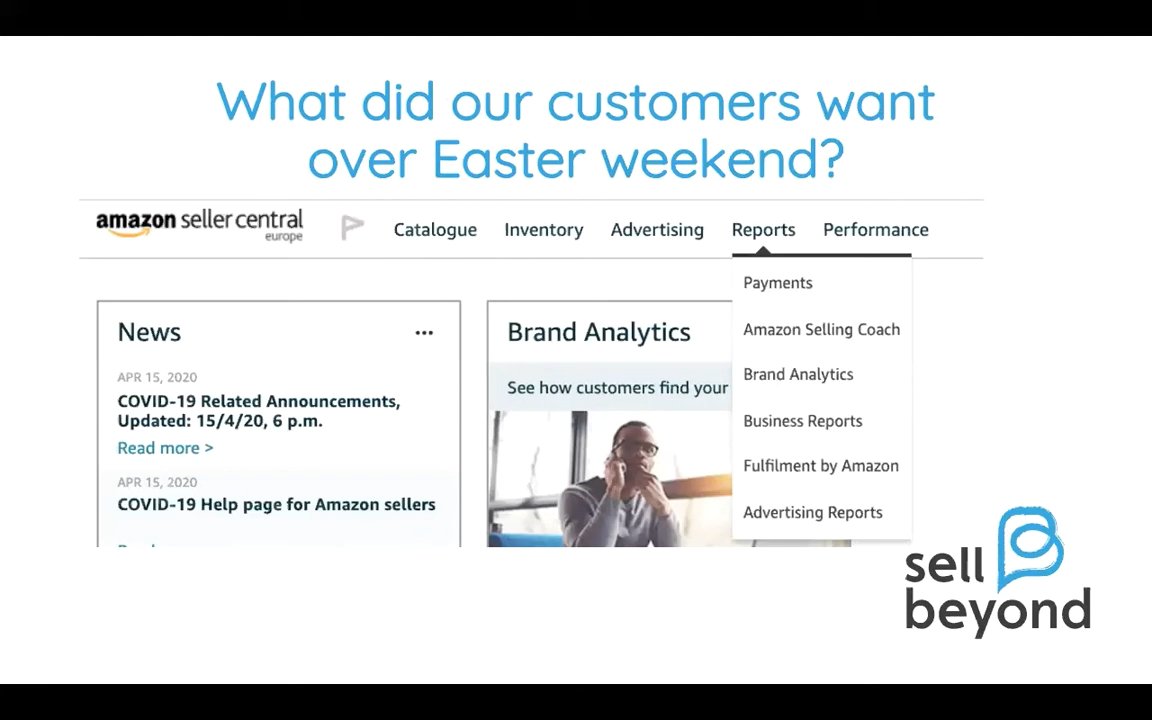 What did our customers want
over Easter weekend?
amazon seller central
europe
Catalogue Inventory Advertising Reports Performance
Payments
Amazon Selling Coach
Brand Analytics
Business Reports
Fulfilment by Amazon
Advertising Reports
News
...
APR 15, 2020
COVID-19 Related Announcements,
Updated: 15/4/20, 6 p.m.
Read more >
APR 15, 2020
COVID-19 Help page for Amazon sellers
Brand Analytics
See how customers find your
sell
beyond